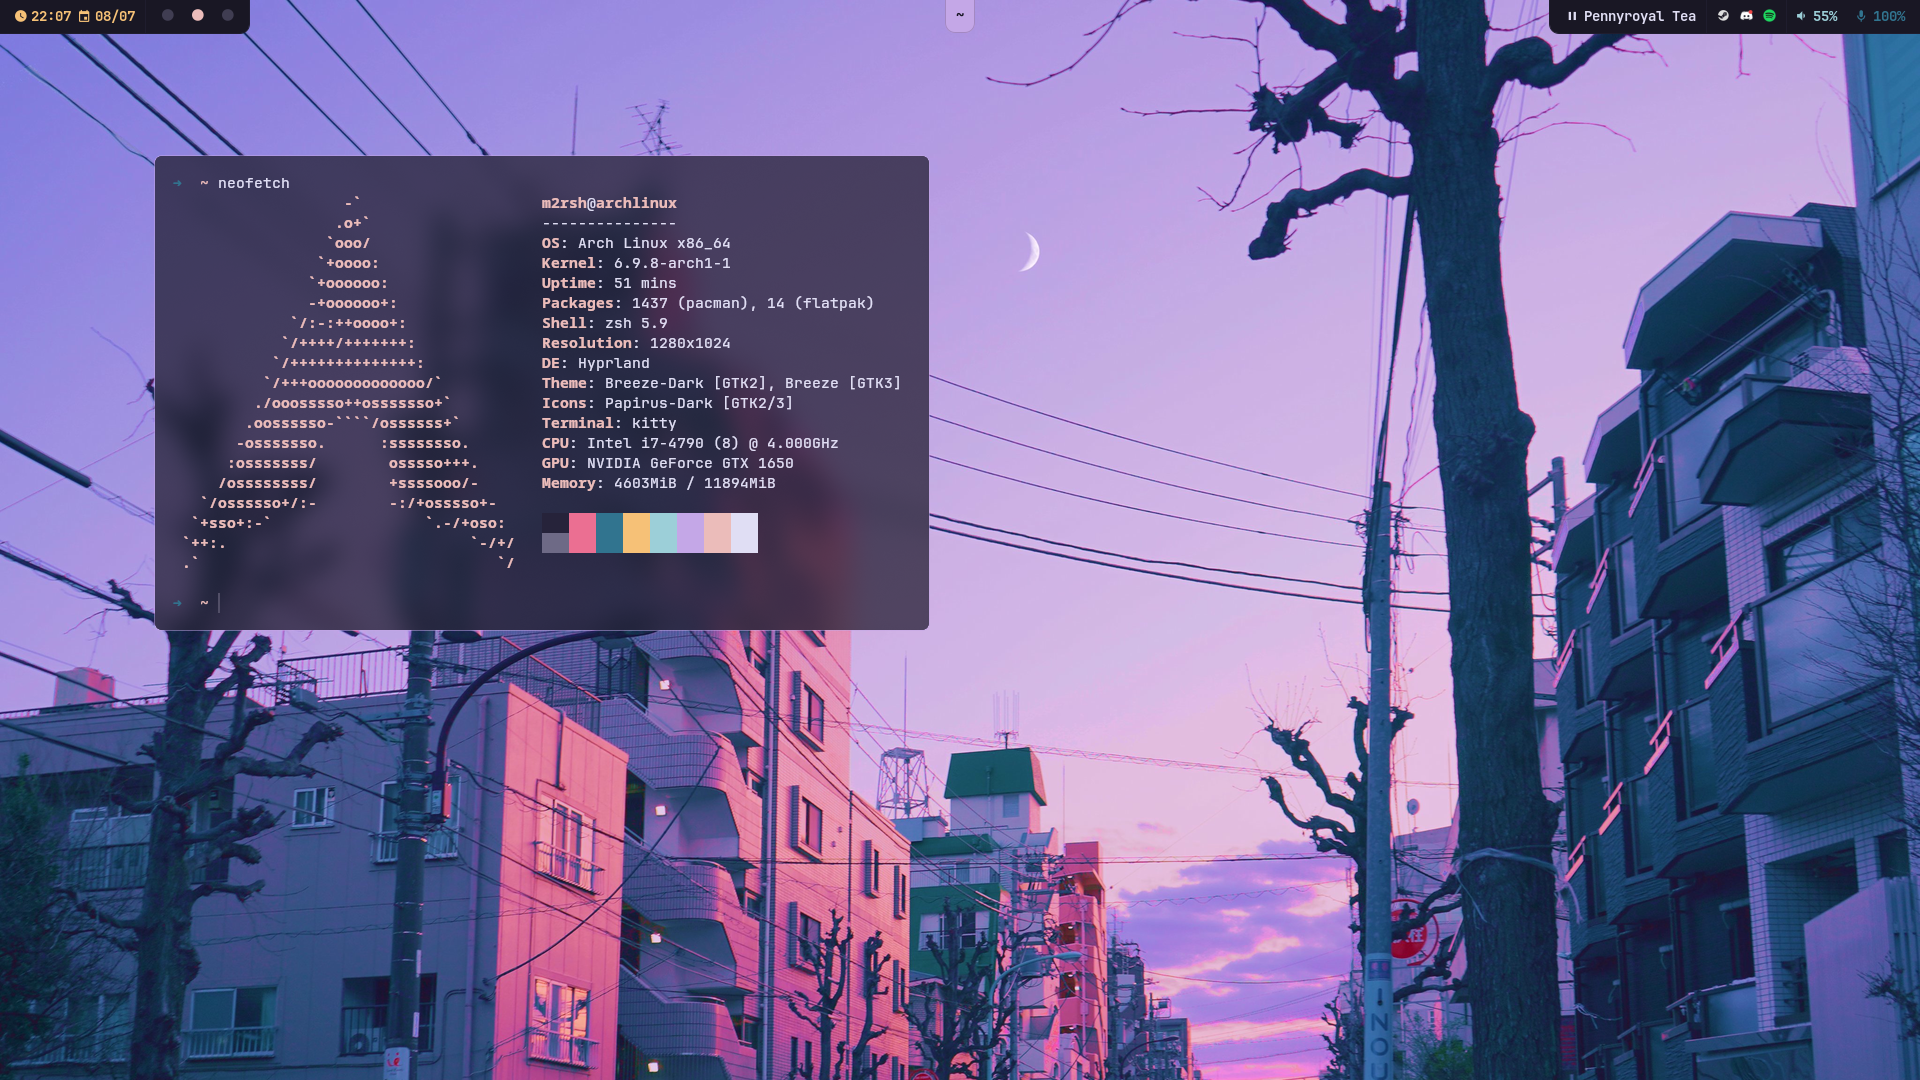 22:07 08/07
~
Pennyroyal Tea 55% 100%
→ ~ neofetch
-`
.o+`
`ooo/
`+oooo:
`+oooooo:
-+oooooo+:
`/:-:++oooo+:
`/++++/+++++++:
`/++++++++++++++:
`/+++ooooooooooooo/`
./ooosssso++osssssso+`
.oossssso-````/ossssss+`
-osssssso. :ssssssso.
:osssssss/ osssso+++.
/ossssssss/ +ssssooo/-
`/ossssso+/:- -:/+osssso+-
`+sso+:-` `.-/+oso:
`++:. `-/+/
.` `/
m2rsh@archlinux
---------------
OS: Arch Linux x86_64
Kernel: 6.9.8-arch1-1
Uptime: 51 mins
Packages: 1437 (pacman), 14 (flatpak)
Shell: zsh 5.9
Resolution: 1280x1024
DE: Hyprland
Theme: Breeze-Dark [GTK2], Breeze [GTK3]
Icons: Papirus-Dark [GTK2/3]
Terminal: kitty
CPU: Intel i7-4790 (8) @ 4.000GHz
GPU: NVIDIA GeForce GTX 1650
Memory: 4603MiB / 11894MiB
→ ~